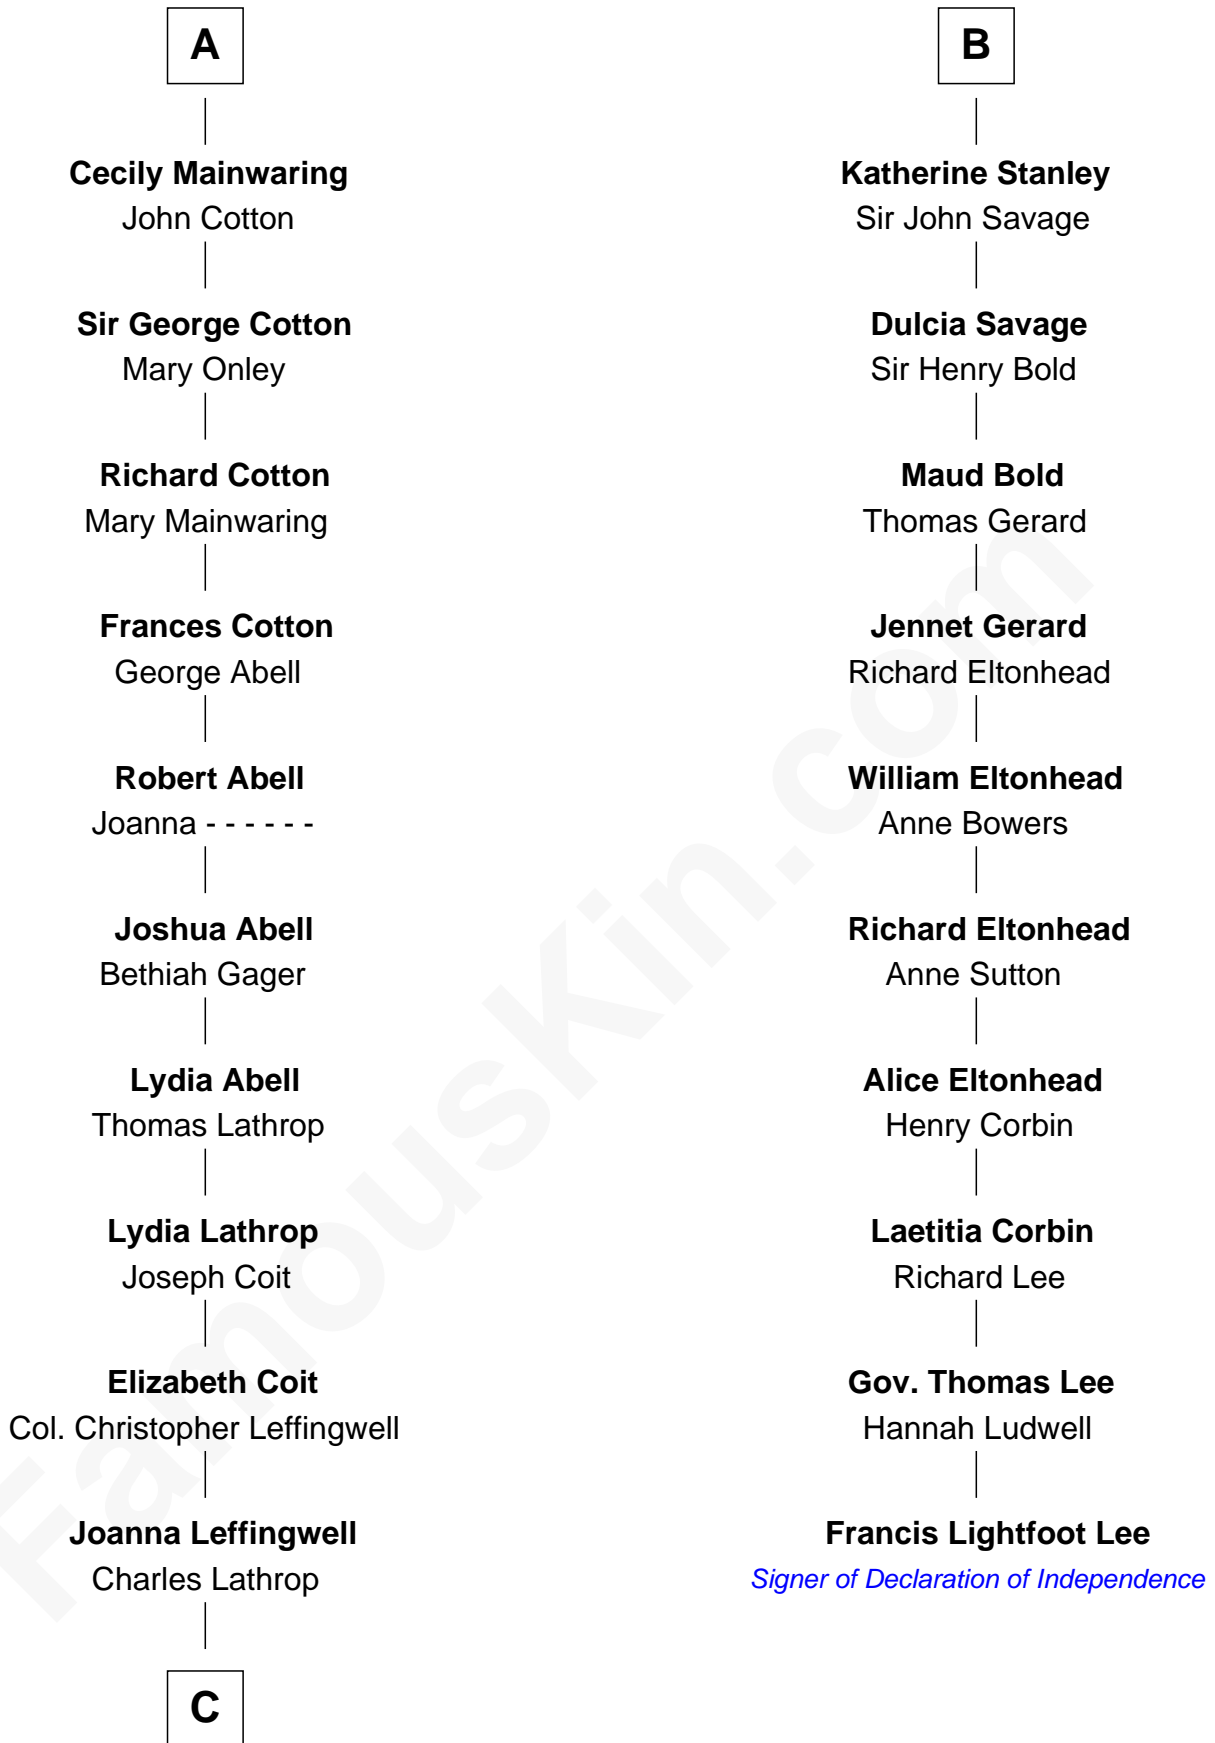 A
Cecily Mainwaring
John Cotton
Sir George Cotton
Mary Onley
Richard Cotton
Mary Mainwaring
Frances Cotton
George Abell
Robert Abell
Joanna - - - - - -
Joshua Abell
Bethiah Gager
Lydia Abell
Thomas Lathrop
Lydia Lathrop
Joseph Coit
Elizabeth Coit
Col. Christopher Leffingwell
Joanna Leffingwell
Charles Lathrop
C
B
Katherine Stanley
Sir John Savage
Dulcia Savage
Sir Henry Bold
Maud Bold
Thomas Gerard
Jennet Gerard
Richard Eltonhead
William Eltonhead
Anne Bowers
Richard Eltonhead
Anne Sutton
Alice Eltonhead
Henry Corbin
Laetitia Corbin
Richard Lee
Gov. Thomas Lee
Hannah Ludwell
Francis Lightfoot Lee
Signer of Declaration of Independence
FamousKin.com